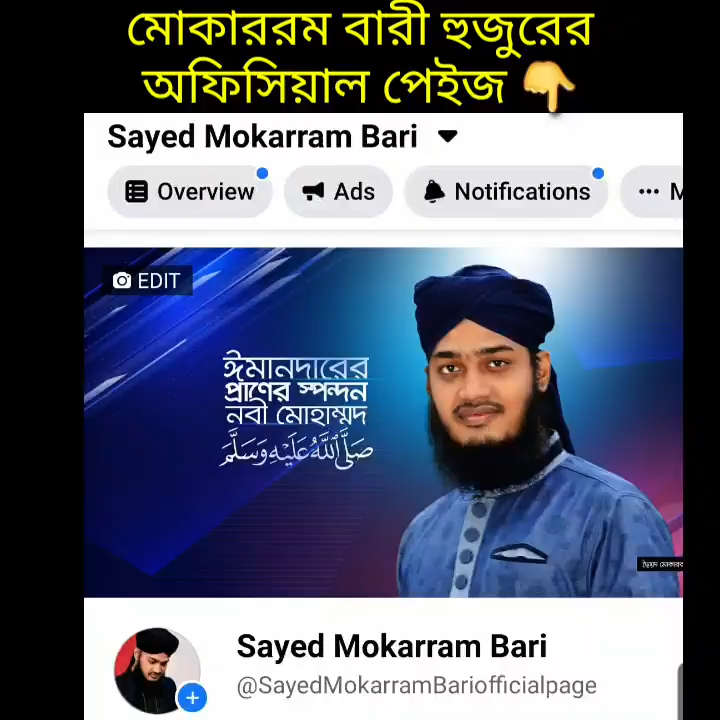 মোকাররম বারী হুজুরের
অফিসিয়াল পেইজ 👇
Sayed Mokarram Bari
Overview
Ads
Notifications
M
EDIT
ঈমানদারের
প্রাণের স্পন্দন
নবী মোহাম্মদ
صَلَّى اللَّهُ عَلَيْهِ وَسَلَّمَ
Sayed Mokarram Bari
@SayedMokarramBariofficialpage